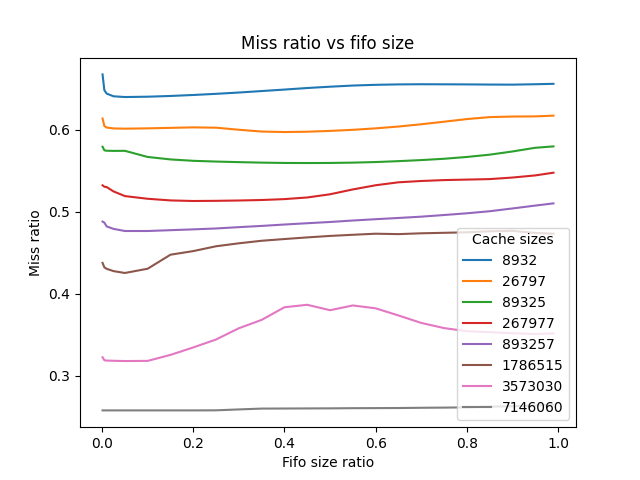 Miss ratio vs fifo size
Miss ratio
0.6
0.5
0.4
0.3
0.0 0.2 0.4 0.6 0.8 1.0
Fifo size ratio
Cache sizes
8932
26797
89325
267977
893257
1786515
3573030
7146060